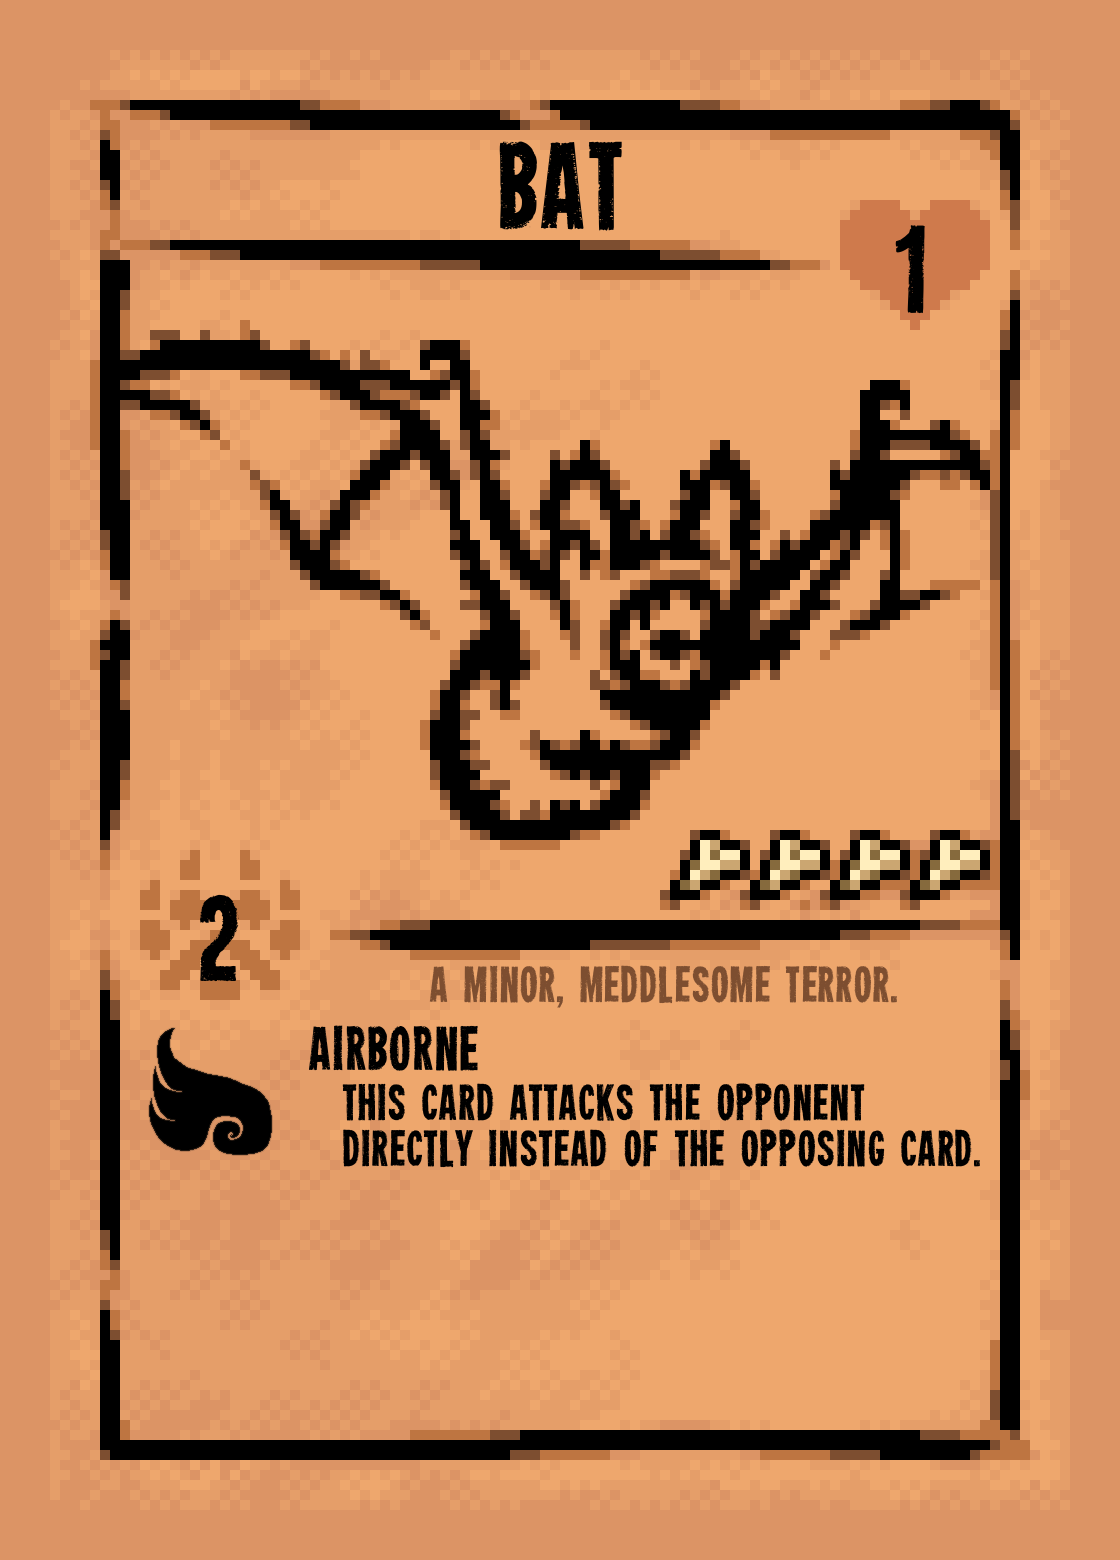 BAT
1
2
A MINOR, MEDDLESOME TERROR.
AIRBORNE
THIS CARD ATTACKS THE OPPONENT
DIRECTLY INSTEAD OF THE OPPOSING CARD.